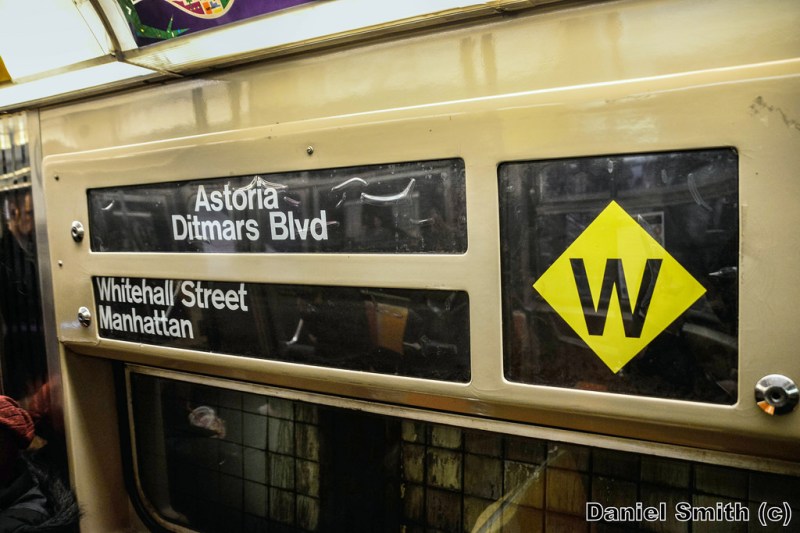 Astoria
Ditmars Blvd
Whitehall Street
Manhattan
W
Daniel Smith (c)